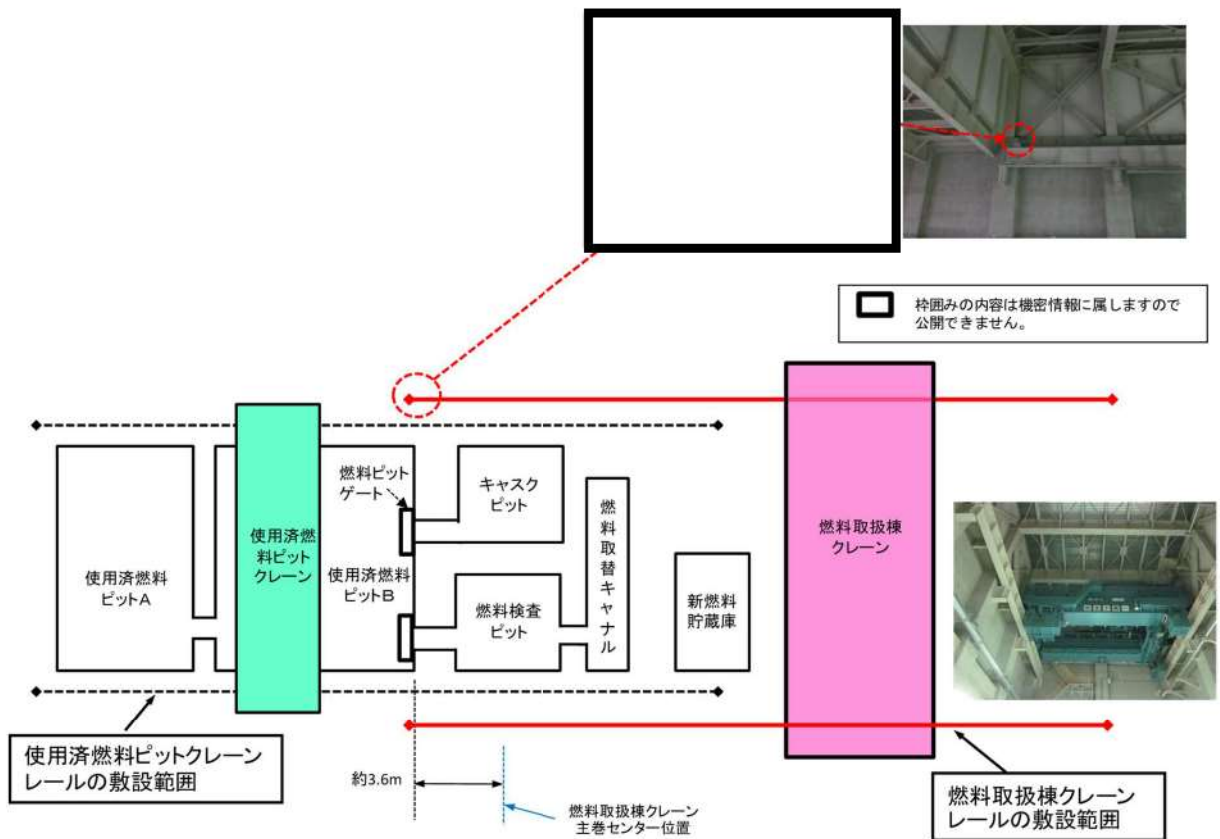 枠囲みの内容は機密情報に属しますので
公開できません。
燃料ピット
ゲート
キャスク
ピット
燃料取替キャナル
使用済燃
料ピット
クレーン
燃料取扱棟
クレーン
使用済燃料
ピットA
使用済燃料
ピットB
燃料検査
ピット
新燃料
貯蔵庫
使用済燃料ピットクレーン
レールの敷設範囲
約3.6m
燃料取扱棟クレーン
主巻センター位置
燃料取扱棟クレーン
レールの敷設範囲